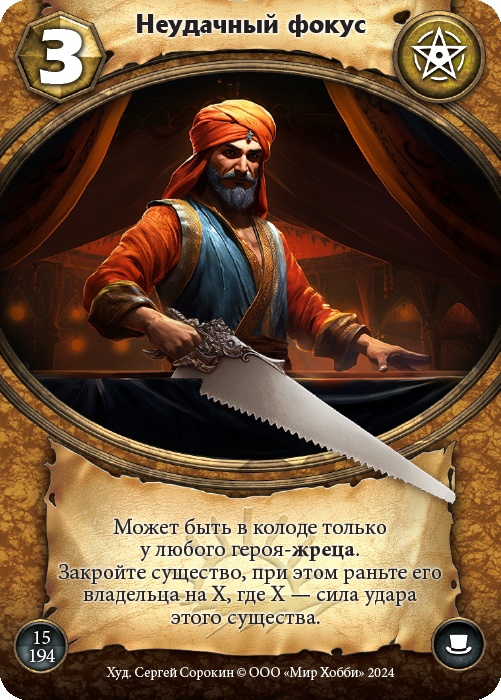 3
Неудачный фокус
Может быть в колоде только
у любого героя-жреца.
Закройте существо, при этом раньте его
владельца на X, где X — сила удара
этого существа.
15
194
Худ. Сергей Сорокин © ООО «Мир Хобби» 2024